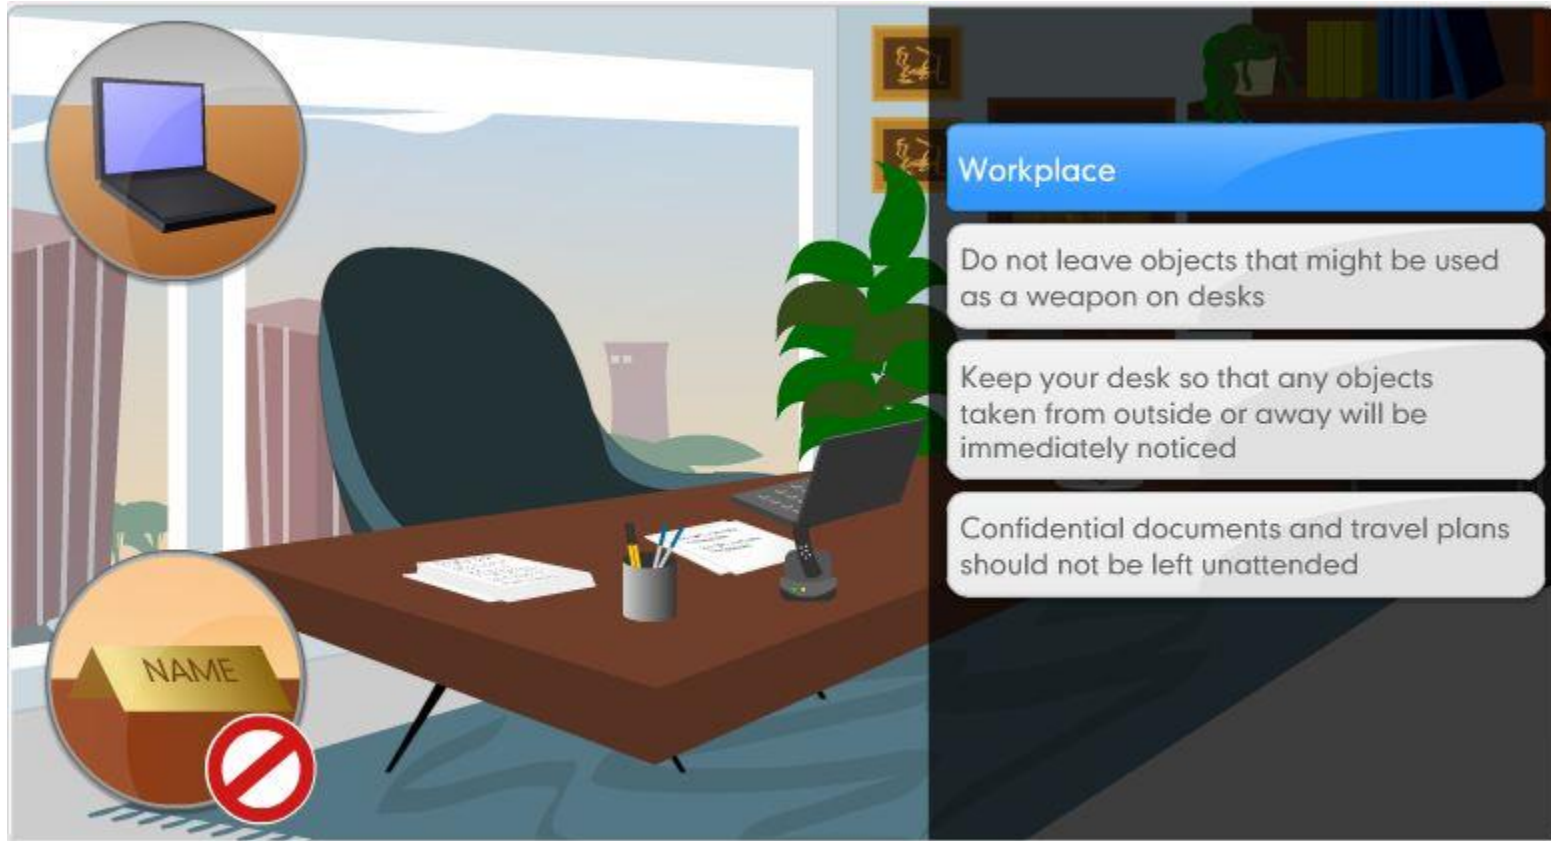 Workplace
Do not leave objects that might be used
as a weapon on desks
Keep your desk so that any objects
taken from outside or away will be
immediately noticed
Confidential documents and travel plans
should not be left unattended
NAME